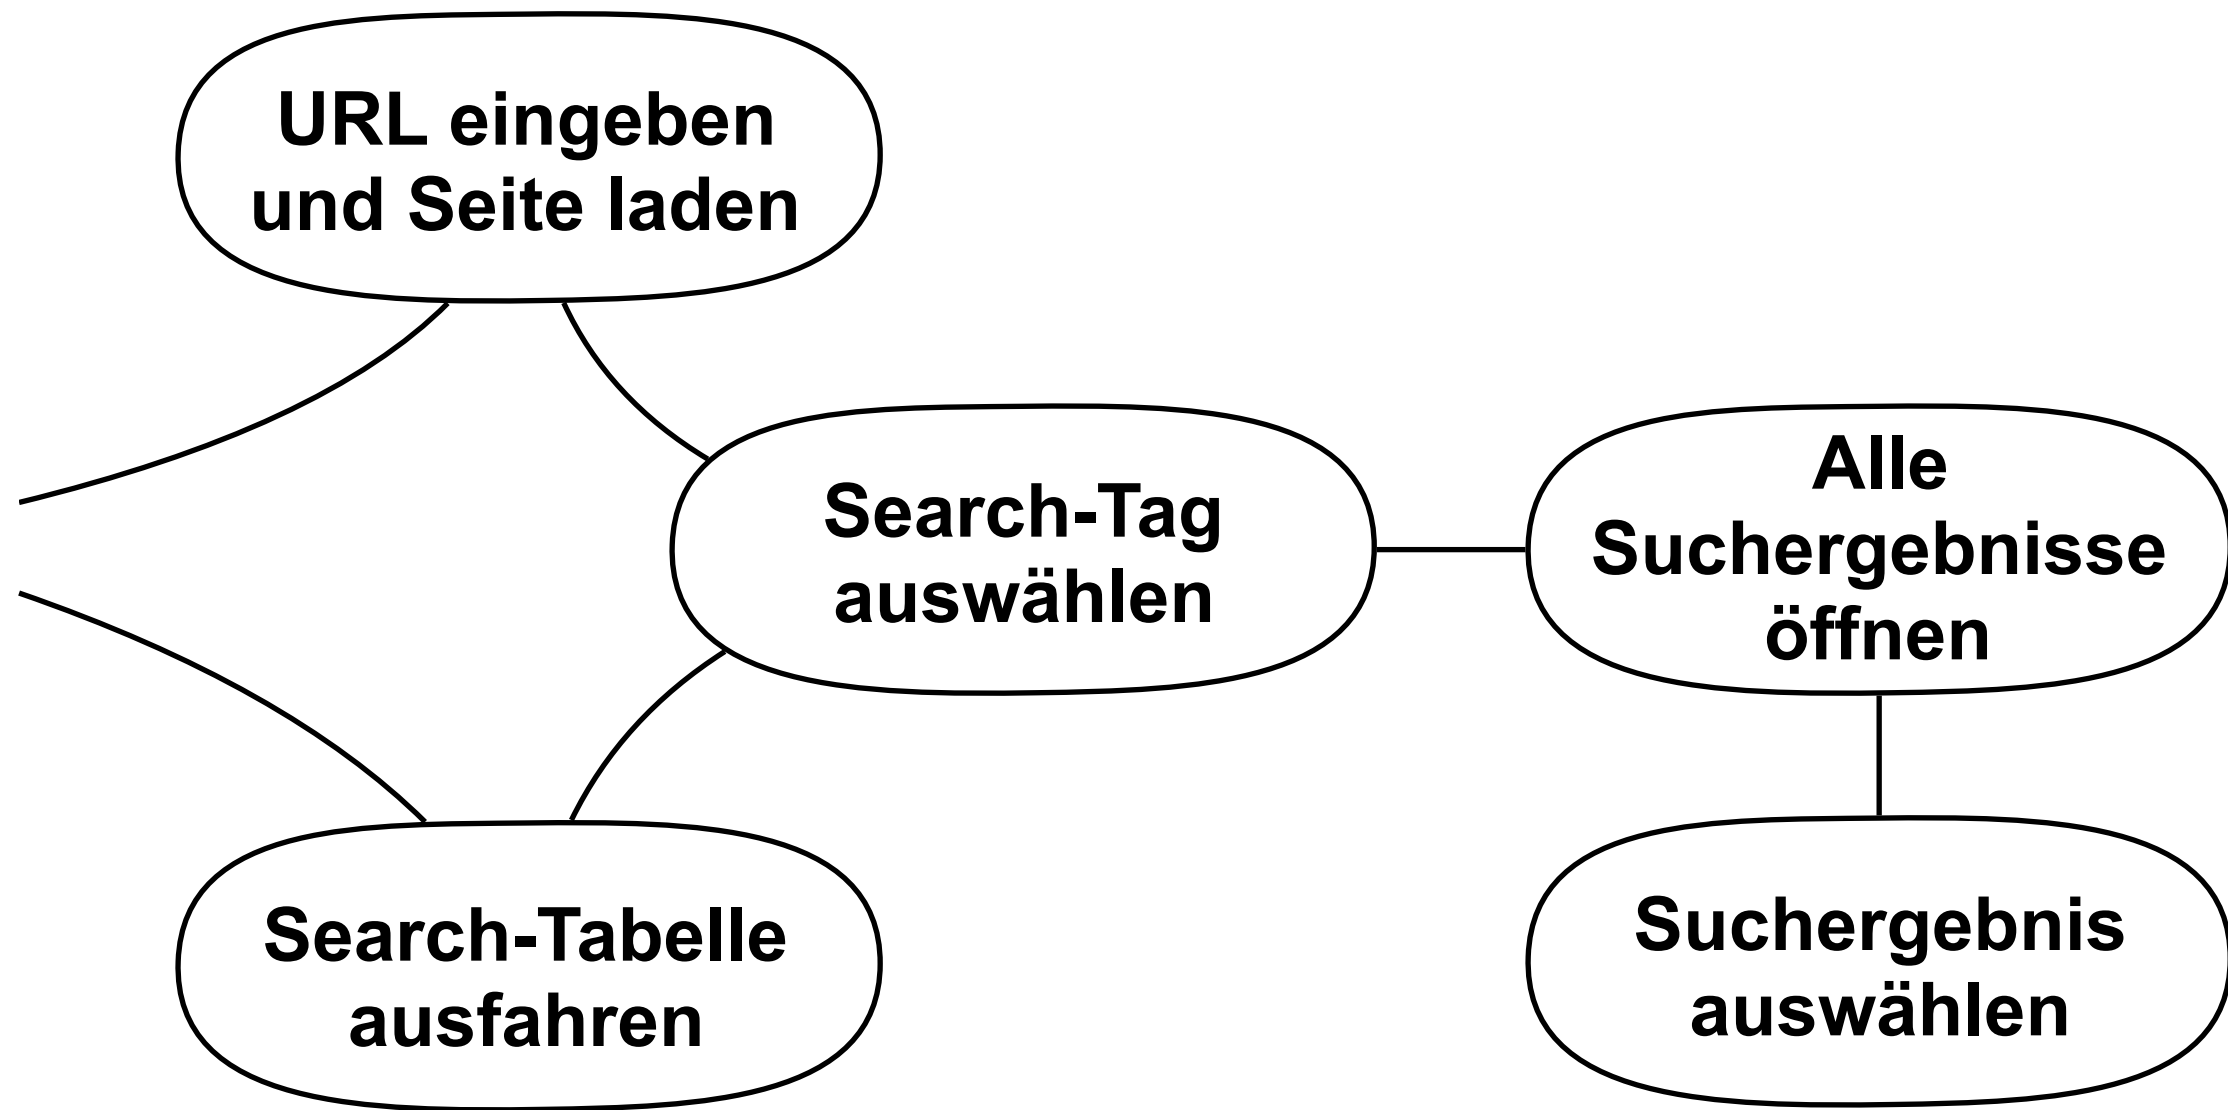 URL eingeben
und Seite laden
Search-Tag
auswählen
Alle
Suchergebnisse
öffnen
Search-Tabelle
ausfahren
Suchergebnis
auswählen